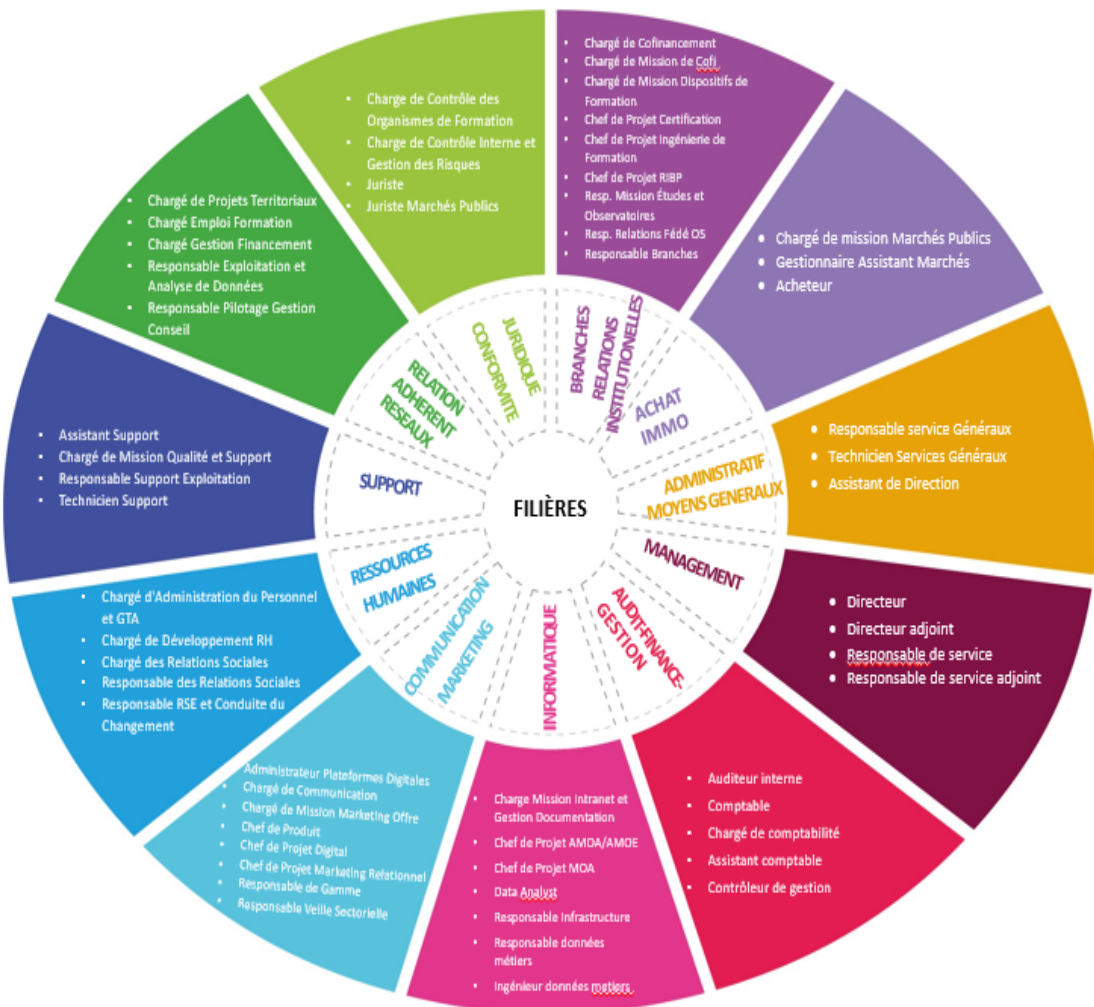 • Chargé de Cofinancement
• Chargé de Mission de Cofi
• Chargé de Mission Dispositifs de
Formation
• Chef de Projet Certification
• Chef de Projet Ingénierie de
Formation
• Chef de Projet RIBP
• Resp. Mission Études et
Observatoires
• Resp. Relations Fédé OS
• Responsable Branches
• Chargé de mission Marchés Publics
• Gestionnaire Assistant Marchés
• Acheteur
• Responsable service Généraux
• Technicien Services Généraux
• Assistant de Direction
• Directeur
• Directeur adjoint
• Responsable de service
• Responsable de service adjoint
• Auditeur interne
• Comptable
• Chargé de comptabilité
• Assistant comptable
• Contrôleur de gestion
• Charge Mission Intranet et
Gestion Documentation
• Chef de Projet AMOA/AMOE
• Chef de Projet MOA
• Data Analyst
• Responsable Infrastructure
• Responsable données
métiers
• Ingénieur données metiers
Administrateur Plateformes Digitales
• Chargé de Communication
• Chargé de Mission Marketing Offre
• Chef de Produit
• Chef de Projet Digital
• Chef de Projet Marketing Relationnel
• Responsable de Gamme
• Responsable Veille Sectorielle
• Chargé d'Administration du Personnel
et GTA
• Chargé de Développement RH
• Chargé des Relations Sociales
• Responsable des Relations Sociales
• Responsable RSE et Conduite du
Changement
• Assistant Support
• Chargé de Mission Qualité et Support
• Responsable Support Exploitation
• Technicien Support
• Chargé de Projets Territoriaux
• Chargé Emploi Formation
• Chargé Gestion Financement
• Responsable Exploitation et
Analyse de Données
• Responsable Pilotage Gestion
Conseil
• Charge de Contrôle des
Organismes de Formation
• Charge de Contrôle Interne et
Gestion des Risques
• Juriste
• Juriste Marchés Publics
BRANCHES
RELATIONS
INSTITUTIONELLES
ACHAT
IMMO
ADMINISTRATIF
MOYENS GENERAUX
MANAGEMENT
AUDIT-FINANCE-
GESTION
INFORMATIQUE
COMMUNICATION
MARKETING
RESSOURCES
HUMAINES
SUPPORT
RELATION
ADHERENT
RESEAUX
JURIDIQUE
CONFORMITE
FILIÈRES